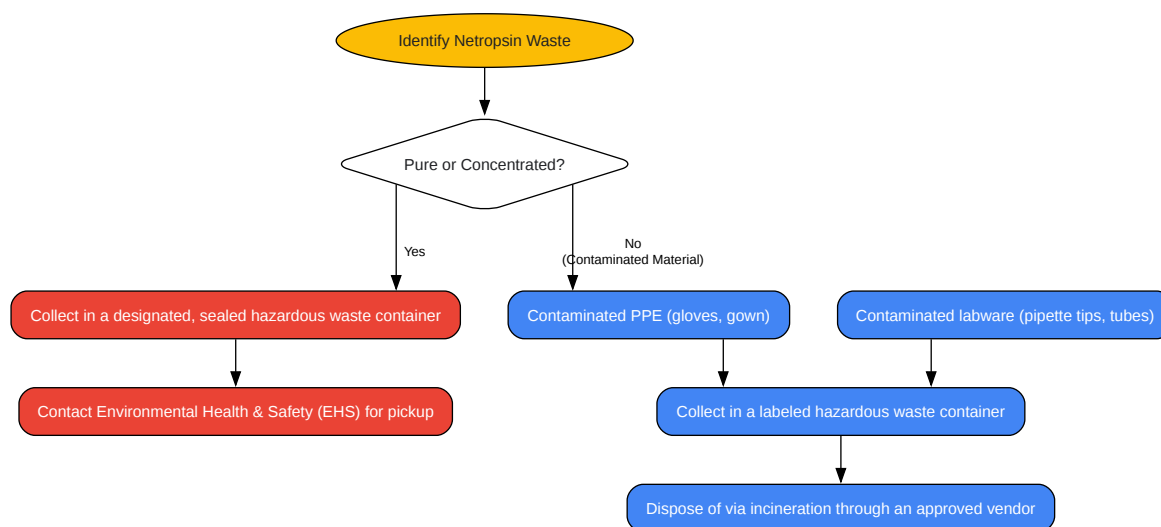 Identify Netropsin Waste
Pure or Concentrated?
Yes
No
(Contaminated Material)
Collect in a designated, sealed hazardous waste container
Contaminated PPE (gloves, gown)
Contaminated labware (pipette tips, tubes)
Contact Environmental Health & Safety (EHS) for pickup
Collect in a labeled hazardous waste container
Dispose of via incineration through an approved vendor